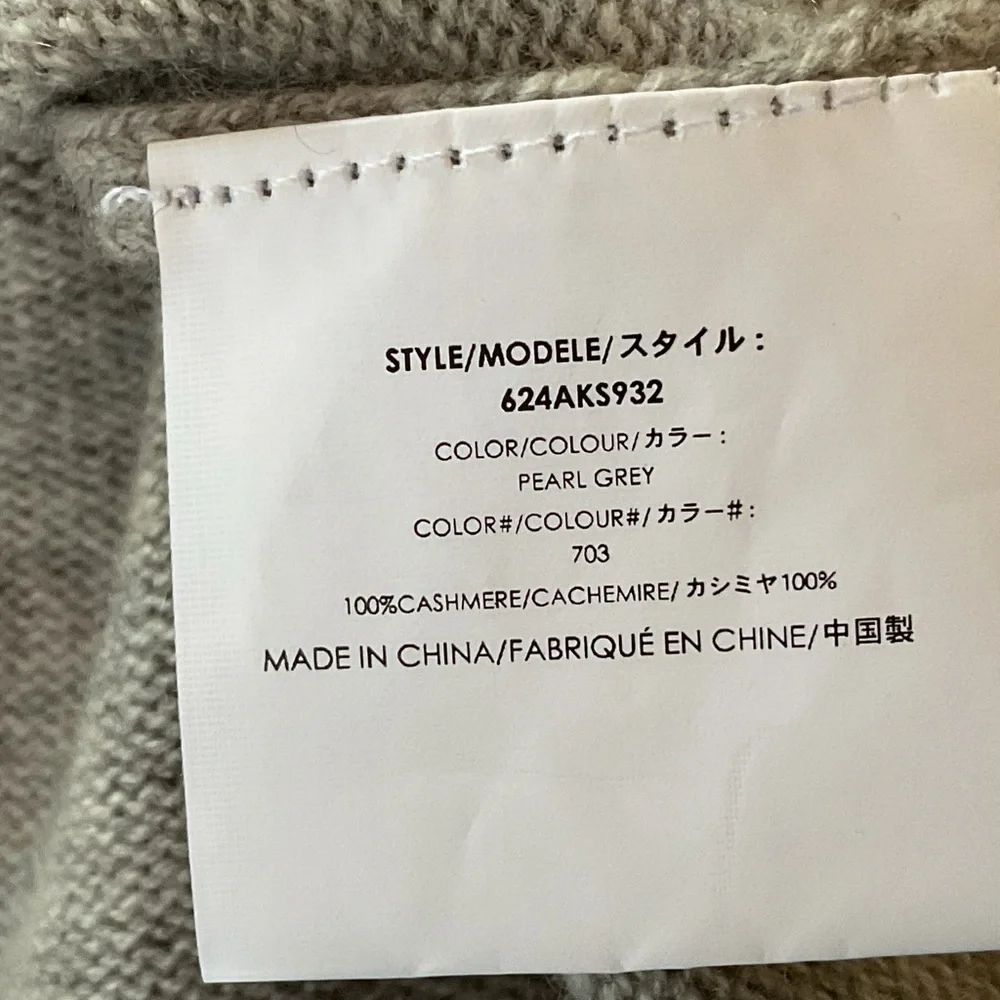 STYLE/MODELE/スタイル:
624AKS932
COLOR/COLOUR/カラー:
PEARL GREY
COLOR#/COLOUR#/カラー#:
703
100%CASHMERE/CACHEMIRE/カシミヤ100%
MADE IN CHINA/FABRIQUÉ EN CHINE/中国製